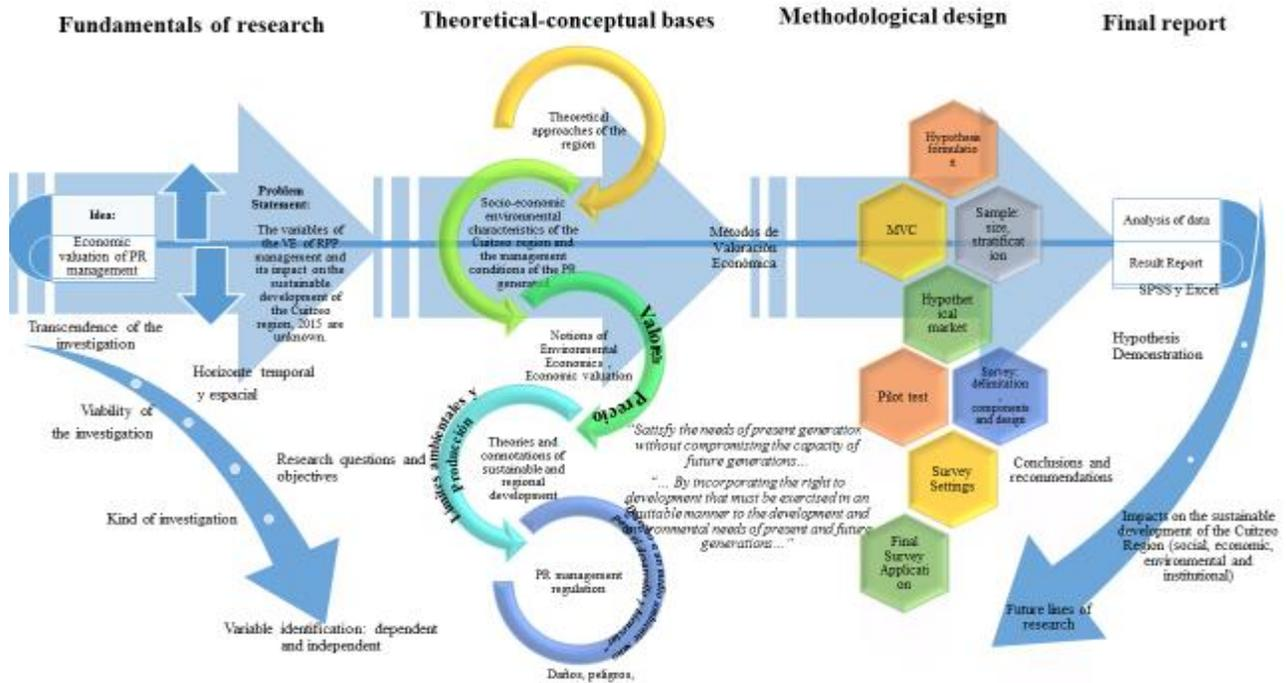 Fundamentals of research
Theoretical-conceptual bases
Methodological design
Final report
Idea:
Economic
valuation of PR
management
Problem
Statement:
The variables of
the VE of RPP
management and
its impact on the
sustainable
development of
the Cuitzeo
region, 2015 are
unknown.
Transcendence of the
investigation
Horizonte temporal
y espacial
Viability of
the investigation
Research questions and
objectives
Kind of investigation
Variable identification: dependent
and independent
Theoretical
approaches of the
region
Socio-economic
environmental
characteristics of the
Cuitzeo region and
the management
conditions of the PR
generated
Notions of
Environmental
Economics ,
Economic valuation
Valores
Precio
Límites ambientales y
Producción
Theories and
connotations of
sustainable and
regional
development
PR management
regulation
para el desarrollo y bienestar"
Daños, peligros,
Métodos de
Valoración
Económica
"Satisfy the needs of present generation
without compromising the capacity of
future generations...
"... By incorporating the right to
development that must be exercised in an
equitable manner to the development and
environmental needs of present and future
generations..."
Hypothesis
formulatio
n
MVC
Sample:
size,
stratificat
ion
Hypothet
ical
market
Pilot test
Survey:
delimitation
, components
and design
Survey
Settings
Final
Survey
Applicati
on
Analysis of data
Result Report
SPSS y Excel
Hypothesis
Demonstration
Conclusions and
recommendations
Impacts on the sustainable
development of the Cuitzeo
Region (social, economic,
environmental and
institutional)
Future lines of
research